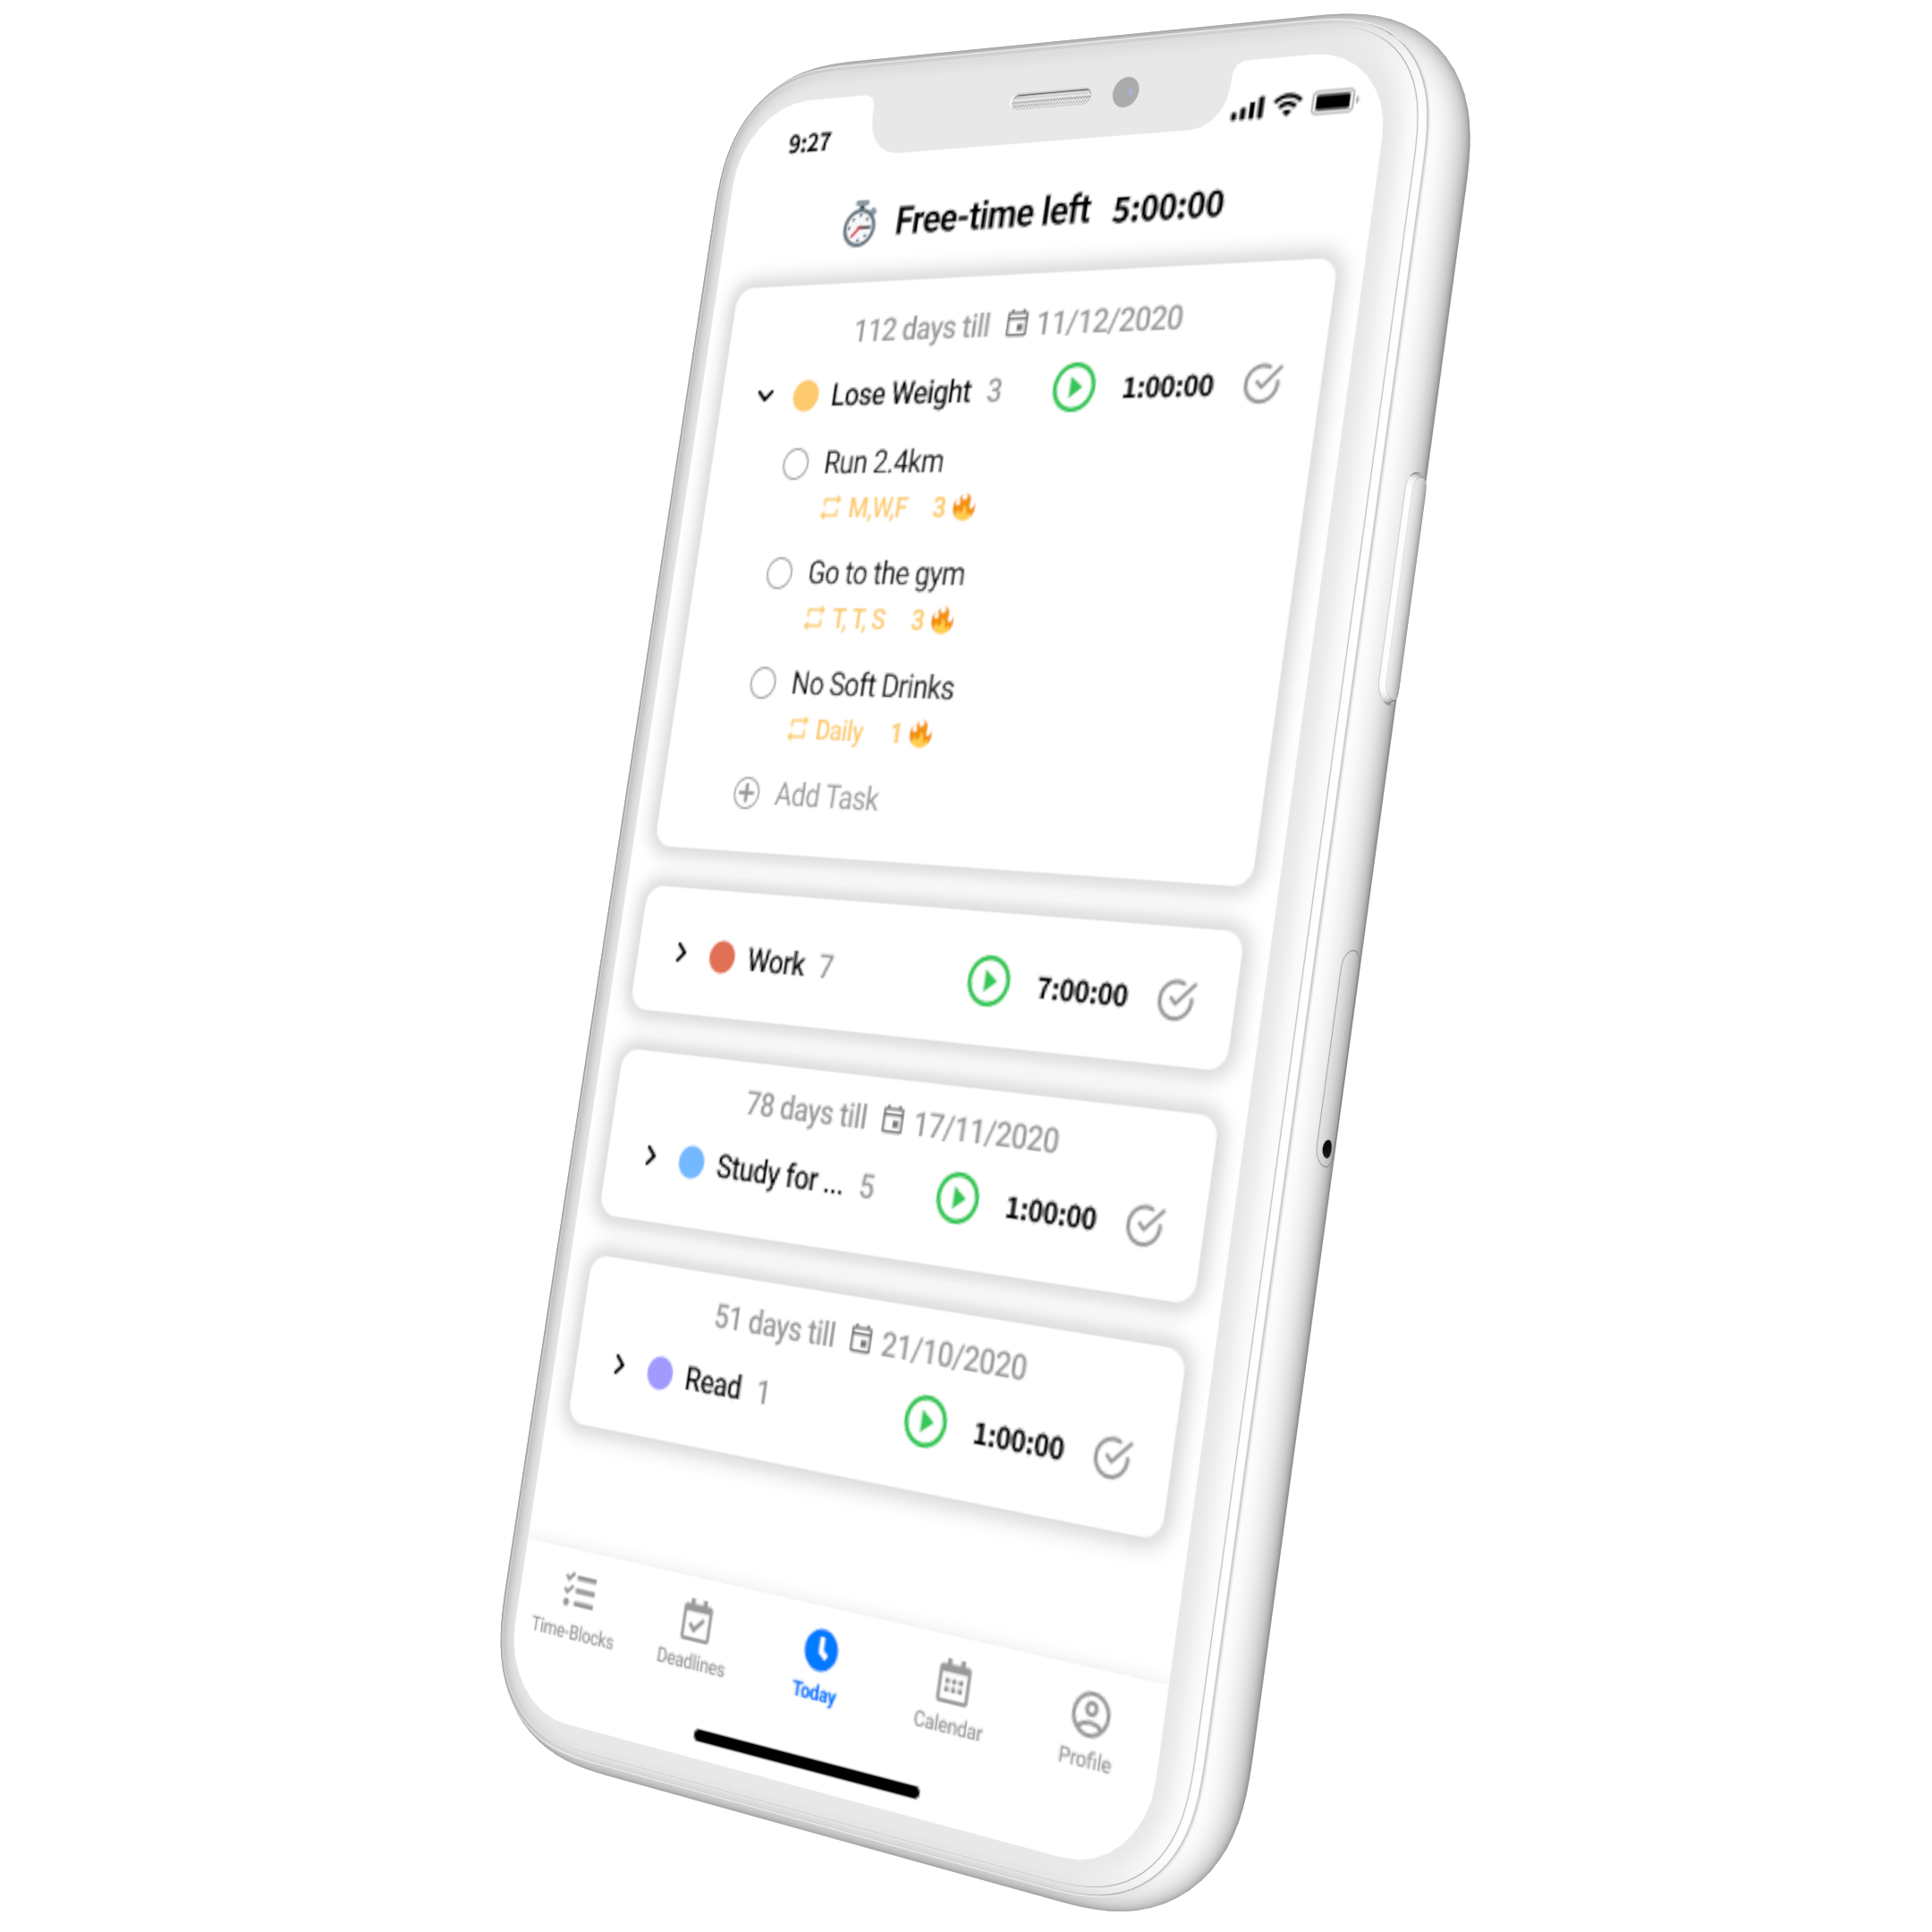 9:27
Free-time left 5:00:00
112 days till 11/12/2020
Lose Weight 3 1:00:00
Run 2.4km
M,W,F 3
Go to the gym
T, T, S 3
No Soft Drinks
Daily 1
Add Task
Work 7 7:00:00
78 days till 17/11/2020
Study for ... 5 1:00:00
51 days till 21/10/2020
Read 1 1:00:00
Time-Blocks Deadlines Today Calendar Profile